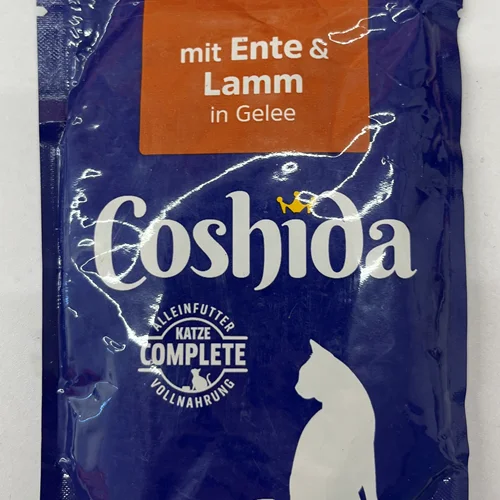 mit Ente &
Lamm
in Gelee
Coshida
ALLEINFUTTER
KATZE
COMPLETE
VOLLNAHRUNG